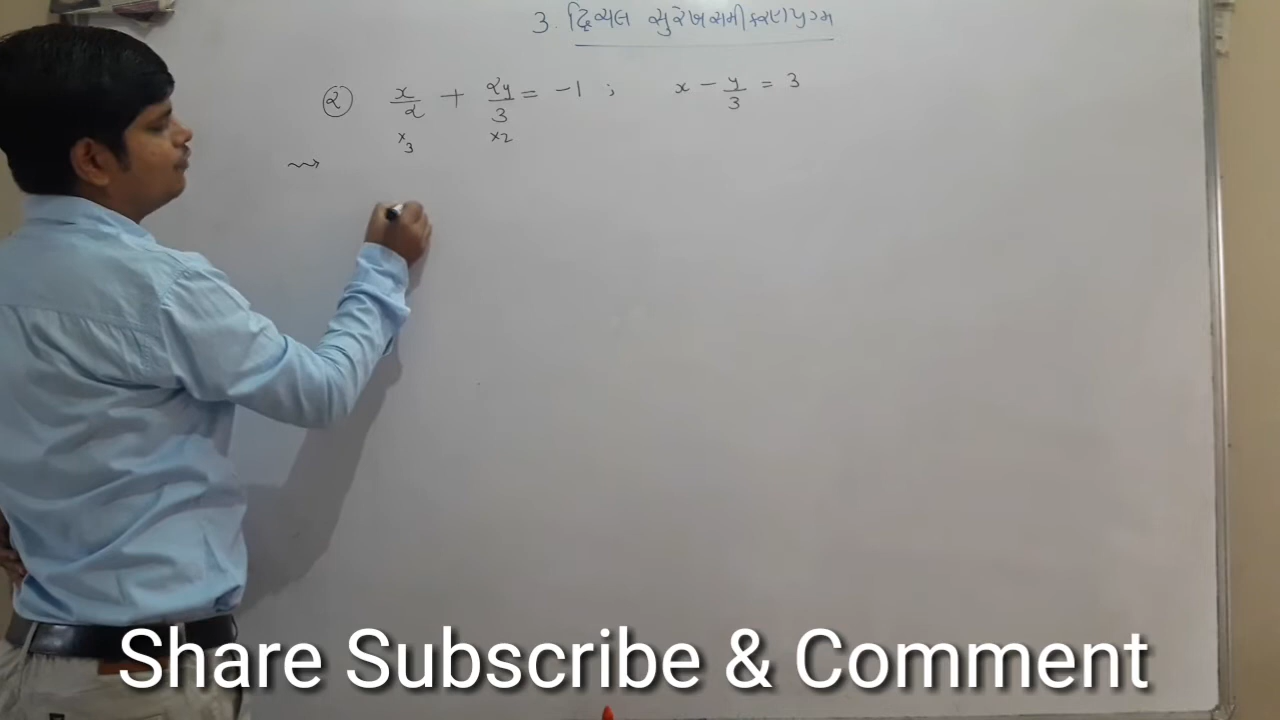 3. દ્વિચલ સુરેખ સમીકરણયુગ્મ
(૨) x/૨ + ૨y/3 = -1 ; x - y/3 = 3
×3 ×2
Share Subscribe & Comment